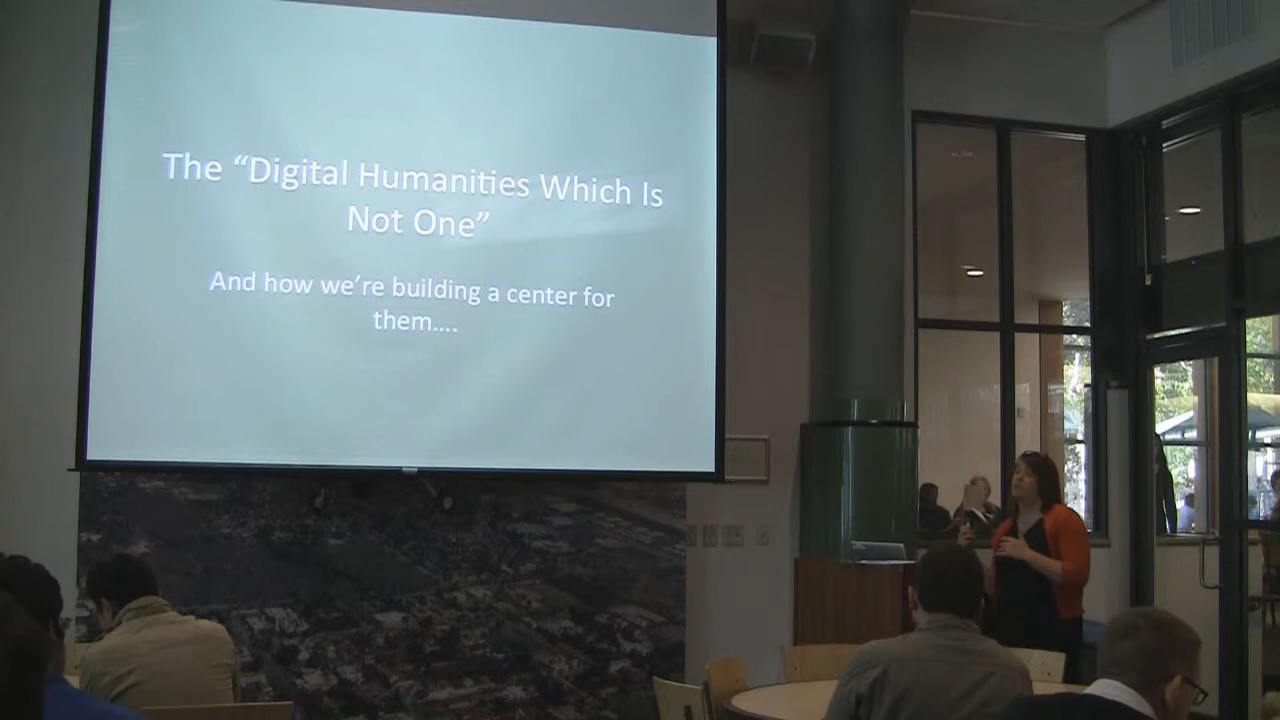 The “Digital Humanities Which Is
Not One”
And how we’re building a center for
them….